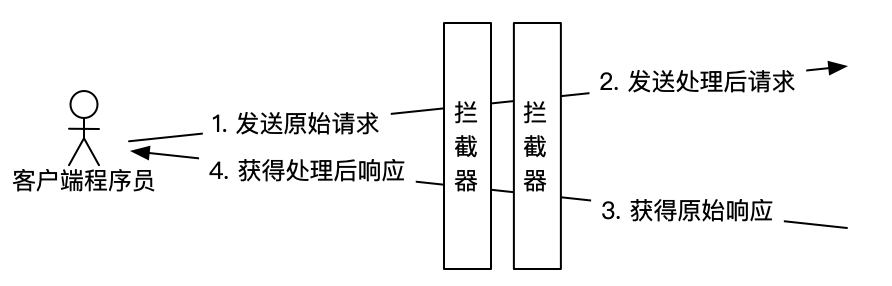 1. 发送原始请求
2. 发送处理后请求
拦截器
拦截器
客户端程序员
4. 获得处理后响应
3. 获得原始响应